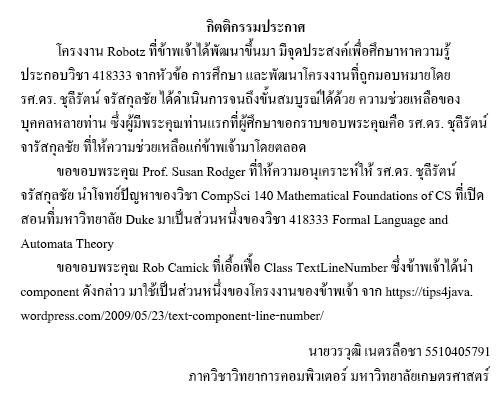 กิตติกรรมประกาศ
โครงงาน Robotz ที่ข้าพเจ้าได้พัฒนาขึ้นมา มีจุดประสงค์เพื่อศึกษาหาความรู้
ประกอบวิชา 418333 จากหัวข้อ การศึกษา และพัฒนาโครงงานที่ถูกมอบหมายโดย
รศ.ดร. ชุลีรัตน์ จรัสกุลชัย ได้ดำเนินการจนถึงขั้นสมบูรณ์ได้ด้วย ความช่วยเหลือของ
บุคคลหลายท่าน ซึ่งผู้มีพระคุณท่านแรกที่ผู้ศึกษาขอกราบขอบพระคุณคือ รศ.ดร. ชุลีรัตน์
จารัสกุลชัย ที่ให้ความช่วยเหลือแก่ข้าพเจ้ามาโดยตลอด
ขอขอบพระคุณ Prof. Susan Rodger ที่ให้ความอนุเคราะห์ให้ รศ.ดร. ชุลีรัตน์
จรัสกุลชัย นำโจทย์ปัญหาของวิชา CompSci 140 Mathematical Foundations of CS ที่เปิด
สอนที่มหาวิทยาลัย Duke มาเป็นส่วนหนึ่งของวิชา 418333 Formal Language and
Automata Theory
ขอขอบพระคุณ Rob Camick ที่เอื้อเฟื้อ Class TextLineNumber ซึ่งข้าพเจ้าได้นำ
component ดังกล่าว มาใช้เป็นส่วนหนึ่งของโครงงานของข้าพเจ้า จาก https://tips4java.
wordpress.com/2009/05/23/text-component-line-number/
นายวรวุฒิ เนตรลือชา 5510405791
ภาควิชาวิทยาการคอมพิวเตอร์ มหาวิทยาลัยเกษตรศาสตร์